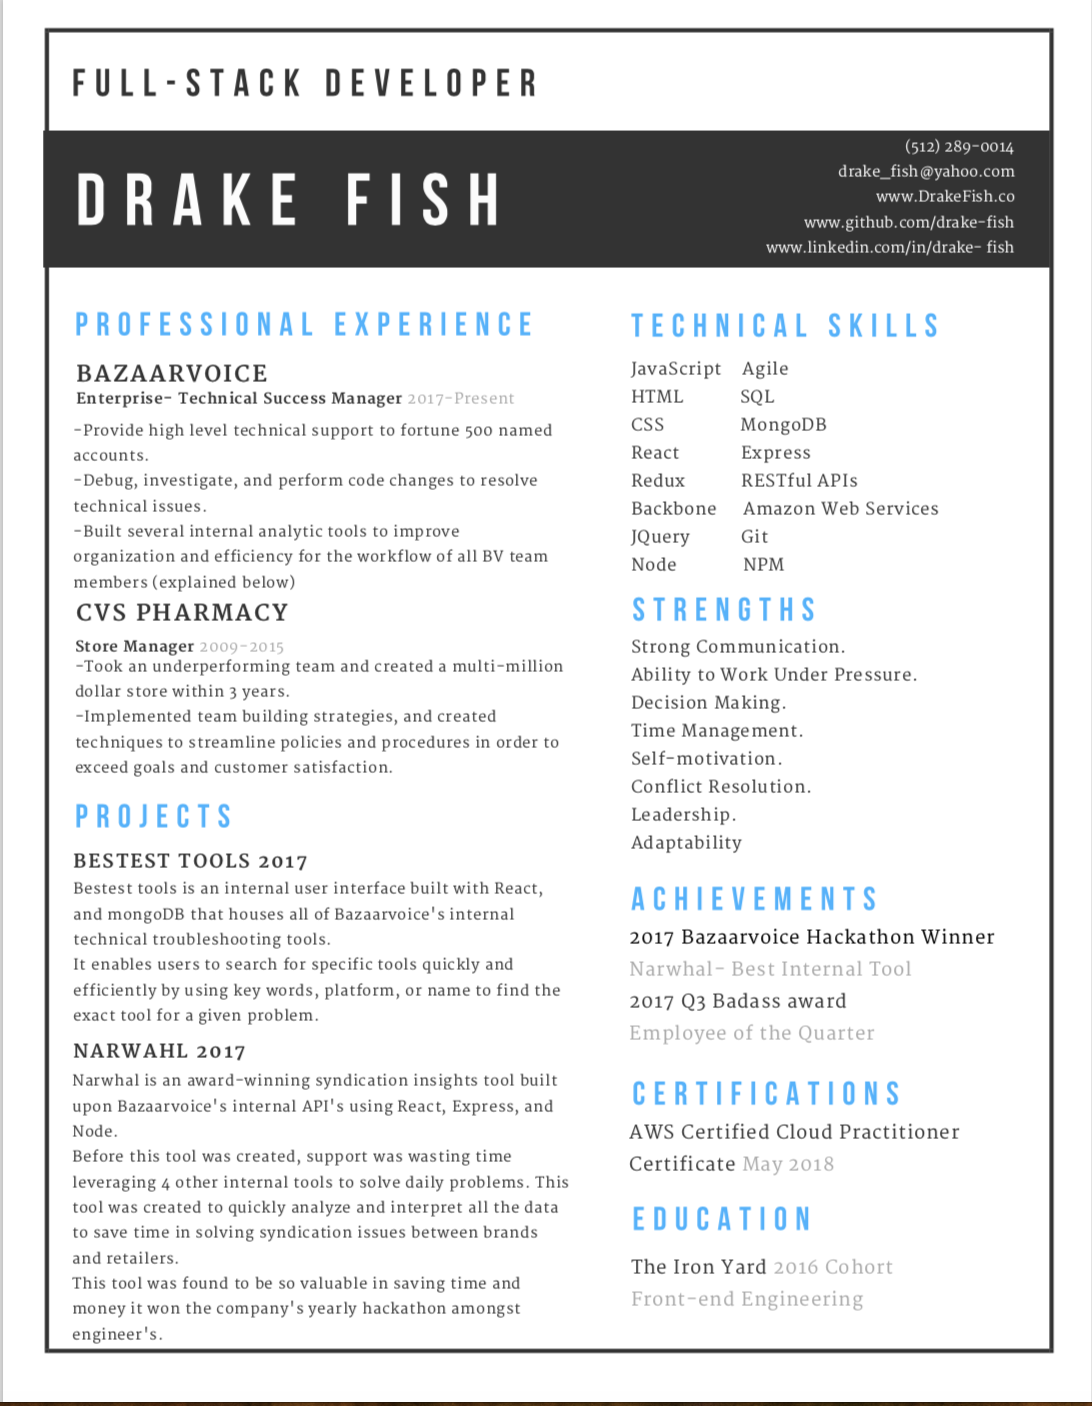 FULL-STACK DEVELOPER
DRAKE FISH
(512) 289-0014
drake_fish@yahoo.com
www.DrakeFish.co
www.github.com/drake-fish
www.linkedin.com/in/drake- fish
PROFESSIONAL EXPERIENCE
BAZAARVOICE
Enterprise- Technical Success Manager 2017-Present
-Provide high level technical support to fortune 500 named
accounts.
-Debug, investigate, and perform code changes to resolve
technical issues.
-Built several internal analytic tools to improve
organization and efficiency for the workflow of all BV team
members (explained below)
CVS PHARMACY
Store Manager 2009-2015
-Took an underperforming team and created a multi-million
dollar store within 3 years.
-Implemented team building strategies, and created
techniques to streamline policies and procedures in order to
exceed goals and customer satisfaction.
PROJECTS
BESTEST TOOLS 2017
Bestest tools is an internal user interface built with React,
and mongoDB that houses all of Bazaarvoice's internal
technical troubleshooting tools.
It enables users to search for specific tools quickly and
efficiently by using key words, platform, or name to find the
exact tool for a given problem.
NARWAHL 2017
Narwhal is an award-winning syndication insights tool built
upon Bazaarvoice's internal API's using React, Express, and
Node.
Before this tool was created, support was wasting time
leveraging 4 other internal tools to solve daily problems. This
tool was created to quickly analyze and interpret all the data
to save time in solving syndication issues between brands
and retailers.
This tool was found to be so valuable in saving time and
money it won the company's yearly hackathon amongst
engineer's.
TECHNICAL SKILLS
JavaScript Agile
HTML SQL
CSS MongoDB
React Express
Redux RESTful APIs
Backbone Amazon Web Services
JQuery Git
Node NPM
STRENGTHS
Strong Communication.
Ability to Work Under Pressure.
Decision Making.
Time Management.
Self-motivation.
Conflict Resolution.
Leadership.
Adaptability
ACHIEVEMENTS
2017 Bazaarvoice Hackathon Winner
Narwhal- Best Internal Tool
2017 Q3 Badass award
Employee of the Quarter
CERTIFICATIONS
AWS Certified Cloud Practitioner
Certificate May 2018
EDUCATION
The Iron Yard 2016 Cohort
Front-end Engineering